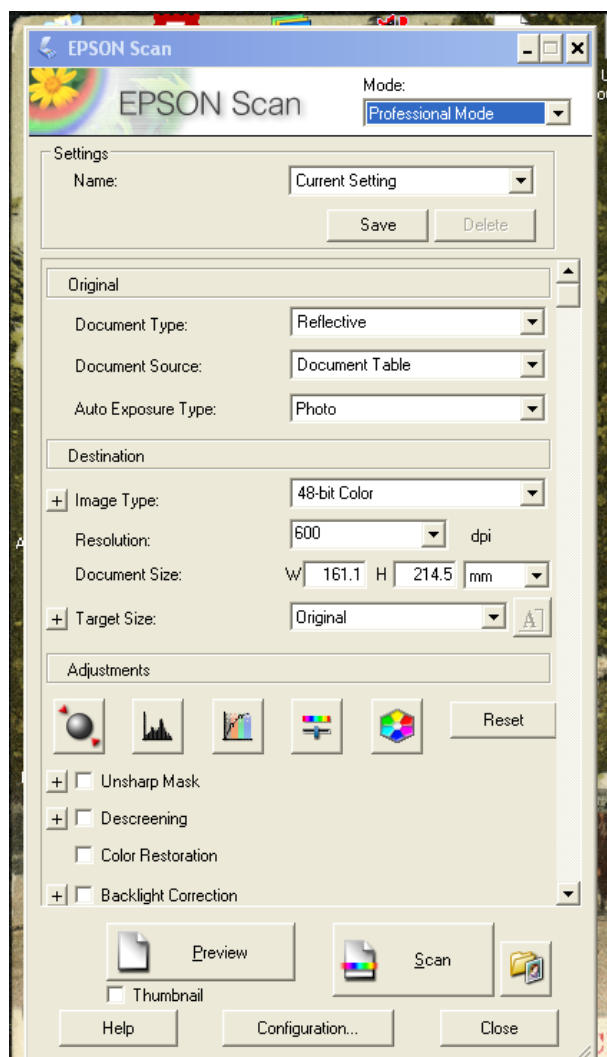 EPSON Scan
EPSON Scan
Mode:
Professional Mode
Settings
Name:
Current Setting
Save
Delete
Original
Document Type:
Reflective
Document Source:
Document Table
Auto Exposure Type:
Photo
Destination
+ Image Type:
48-bit Color
Resolution:
600
dpi
Document Size:
W 161.1 H 214.5 mm
+ Target Size:
Original
A
Adjustments
Reset
+ Unsharp Mask
+ Descreening
Color Restoration
+ Backlight Correction
Preview
Scan
Thumbnail
Help
Configuration...
Close